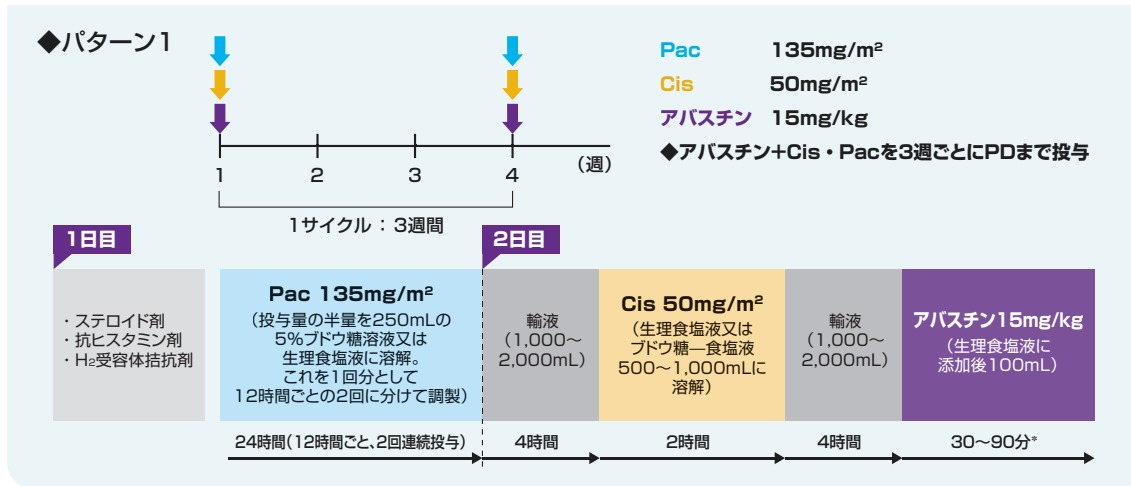 ◆パターン1
Pac 135mg/m²
Cis 50mg/m²
アバスチン 15mg/kg
◆アバスチン+Cis・Pacを3週ごとにPDまで投与
1 2 3 4 (週)
1サイクル：3週間
1日目
2日目
・ステロイド剤
・抗ヒスタミン剤
・H₂受容体拮抗剤
Pac 135mg/m²
(投与量の半量を250mLの
5%ブドウ糖溶液又は
生理食塩液に溶解。
これを1回分として
12時間ごとの2回に分けて調製)
輸液
(1,000～
2,000mL)
Cis 50mg/m²
(生理食塩液又は
ブドウ糖―食塩液
500～1,000mLに
溶解)
輸液
(1,000～
2,000mL)
アバスチン15mg/kg
(生理食塩液に
添加後100mL)
24時間(12時間ごと、2回連続投与)
4時間
2時間
4時間
30～90分*